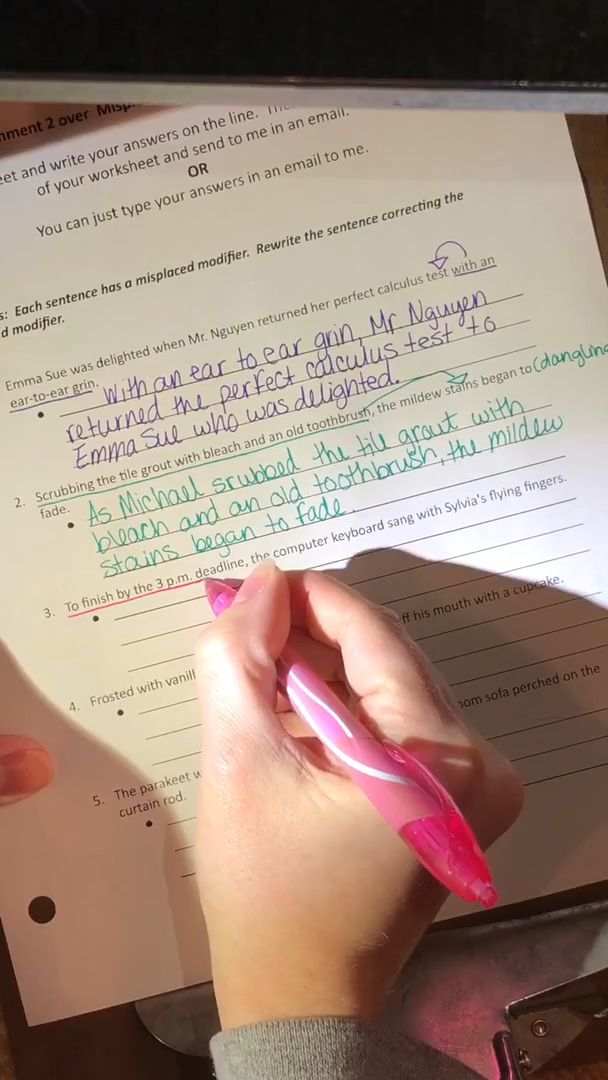 nment 2 over Mispl
eet and write your answers on the line.
of your worksheet and send to me in an email.
OR
You can just type your answers in an email to me.
s: Each sentence has a misplaced modifier. Rewrite the sentence correcting the
d modifier.
Emma Sue was delighted when Mr. Nguyen returned her perfect calculus test with an
ear-to-ear grin.
With an ear to ear grin, Mr Nguyen
returned the perfect calculus test to
Emma Sue who was delighted.
2. Scrubbing the tile grout with bleach and an old toothbrush, the mildew stains began to (dangling
fade.
As Michael srubbed the tile grout with
bleach and an old toothbrush, the mildew
stains began to fade.
3. To finish by the 3 p.m. deadline, the computer keyboard sang with Sylvia's flying fingers.
4. Frosted with vanill ff his mouth with a cupcake.
5. The parakeet w oom sofa perched on the
curtain rod.